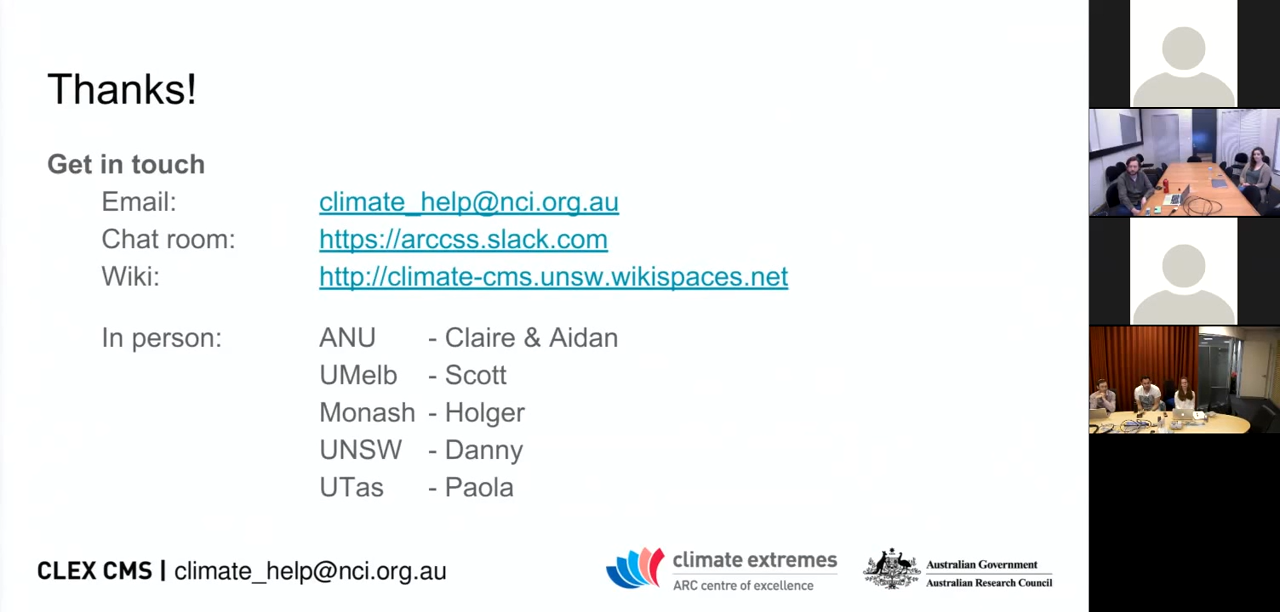 Thanks!
Get in touch
Email: climate_help@nci.org.au
Chat room: https://arccss.slack.com
Wiki: http://climate-cms.unsw.wikispaces.net
In person: ANU - Claire & Aidan
UMelb - Scott
Monash - Holger
UNSW - Danny
UTas - Paola
CLEX CMS | climate_help@nci.org.au
climate extremes
ARC centre of excellence
Australian Government
Australian Research Council